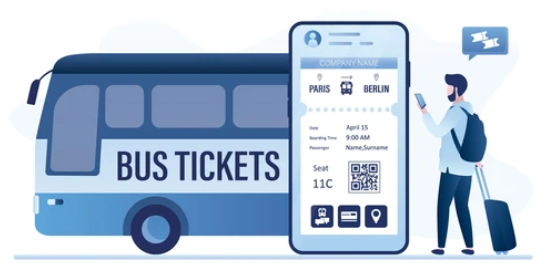 BUS TICKETS
COMPANY NAME
PARIS BERLIN
Date April 15
Boarding Time 9:00 AM
Passenger Name,Surname
Seat
11C